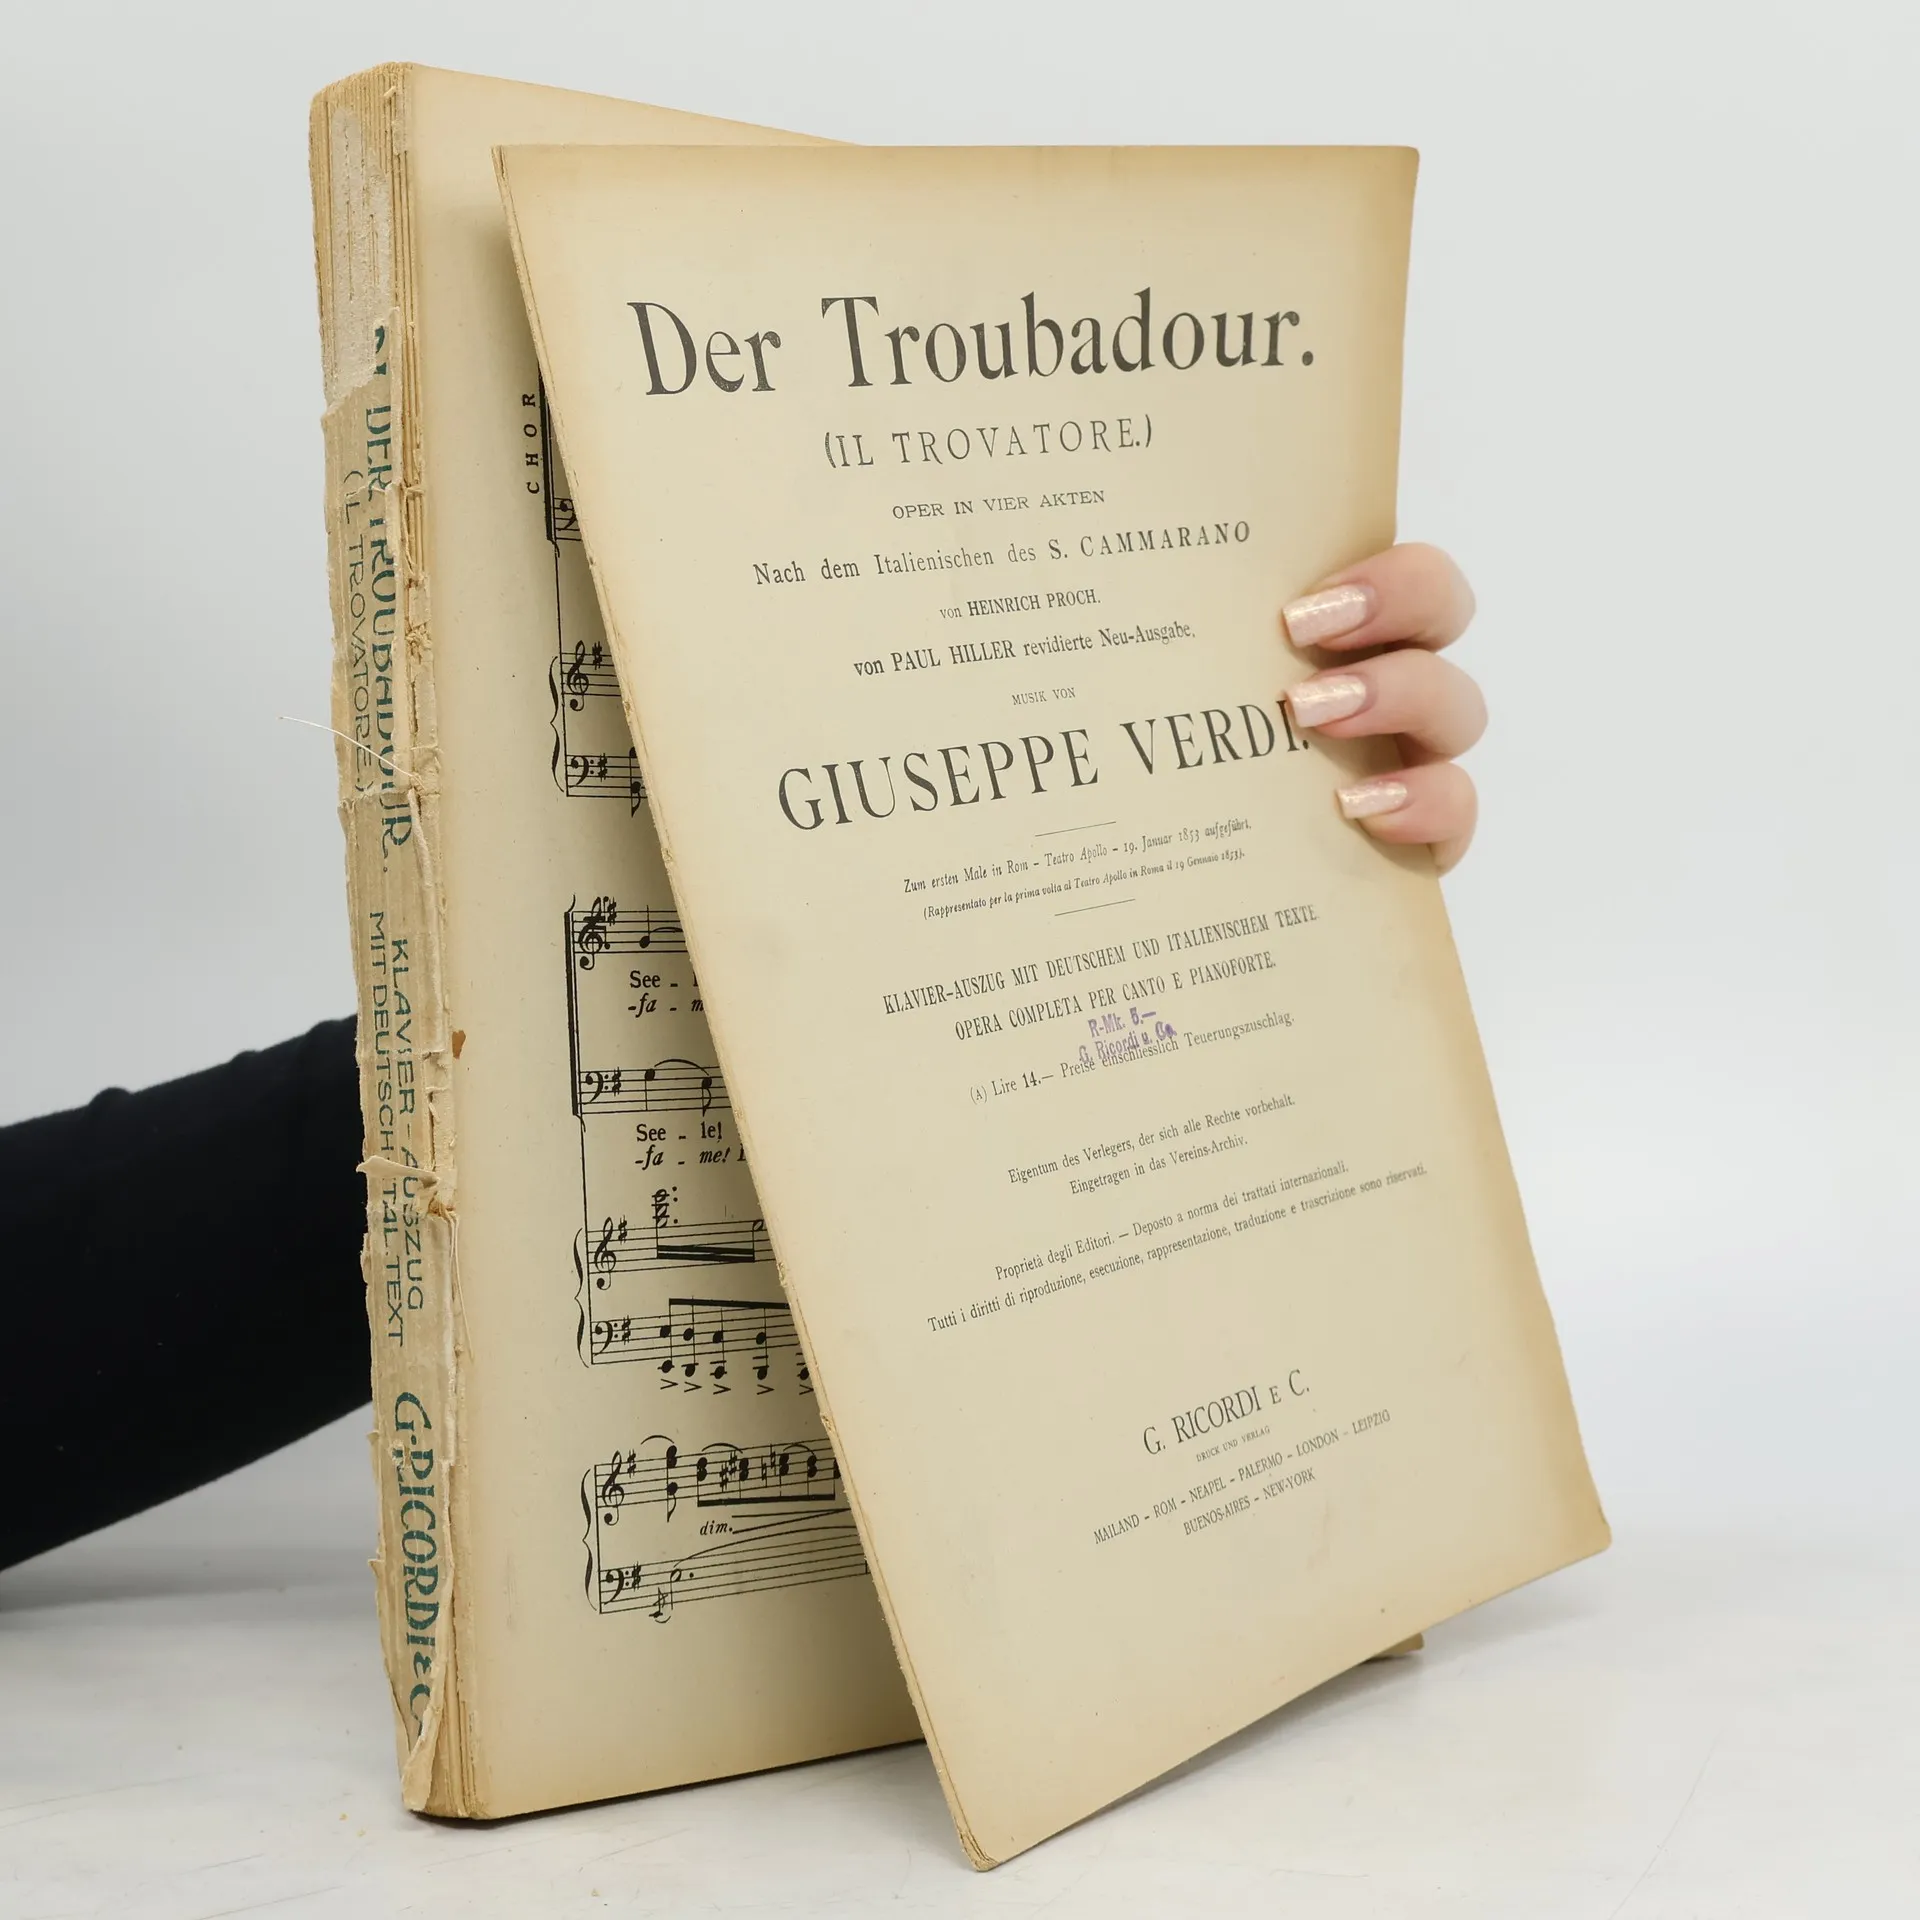 DER TROUBADOUR.
(IL TROVATORE.)
KLAVIER-AUSZUG
MIT DEUTSCH-ITAL. TEXT
G. RICORDI & C
CHOR
See -
-fa - m
See - le!
-fa - me!
dim.
Der Troubadour.
(IL TROVATORE.)
OPER IN VIER AKTEN
Nach dem Italienischen des S. CAMMARANO
von HEINRICH PROCH.
von PAUL HILLER revidierte Neu-Ausgabe,
MUSIK VON
GIUSEPPE VERDI.
Zum ersten Male in Rom – Teatro Apollo – 19. Januar 1853 aufgeführt.
(Rappresentato per la prima volta al Teatro Apollo in Roma il 19 Gennaio 1853).
KLAVIER-AUSZUG MIT DEUTSCHEM UND ITALIENISCHEM TEXTE.
OPERA COMPLETA PER CANTO E PIANOFORTE.
R-Mk. 5.—
G. Ricordi u. Co.
(A) Lire 14.— Preise einschliesslich Teuerungszuschlag.
Eigentum des Verlegers, der sich alle Rechte vorbehalt.
Eingetragen in das Vereins-Archiv.
Proprietà degli Editori. — Deposto a norma dei trattati internazionali.
Tutti i diritti di riproduzione, esecuzione, rappresentazione, traduzione e trascrizione sono riservati.
G. RICORDI E C.
DRUCK UND VERLAG
MAILAND – ROM – NEAPEL – PALERMO – LONDON – LEIPZIG
BUENOS-AIRES – NEW-YORK